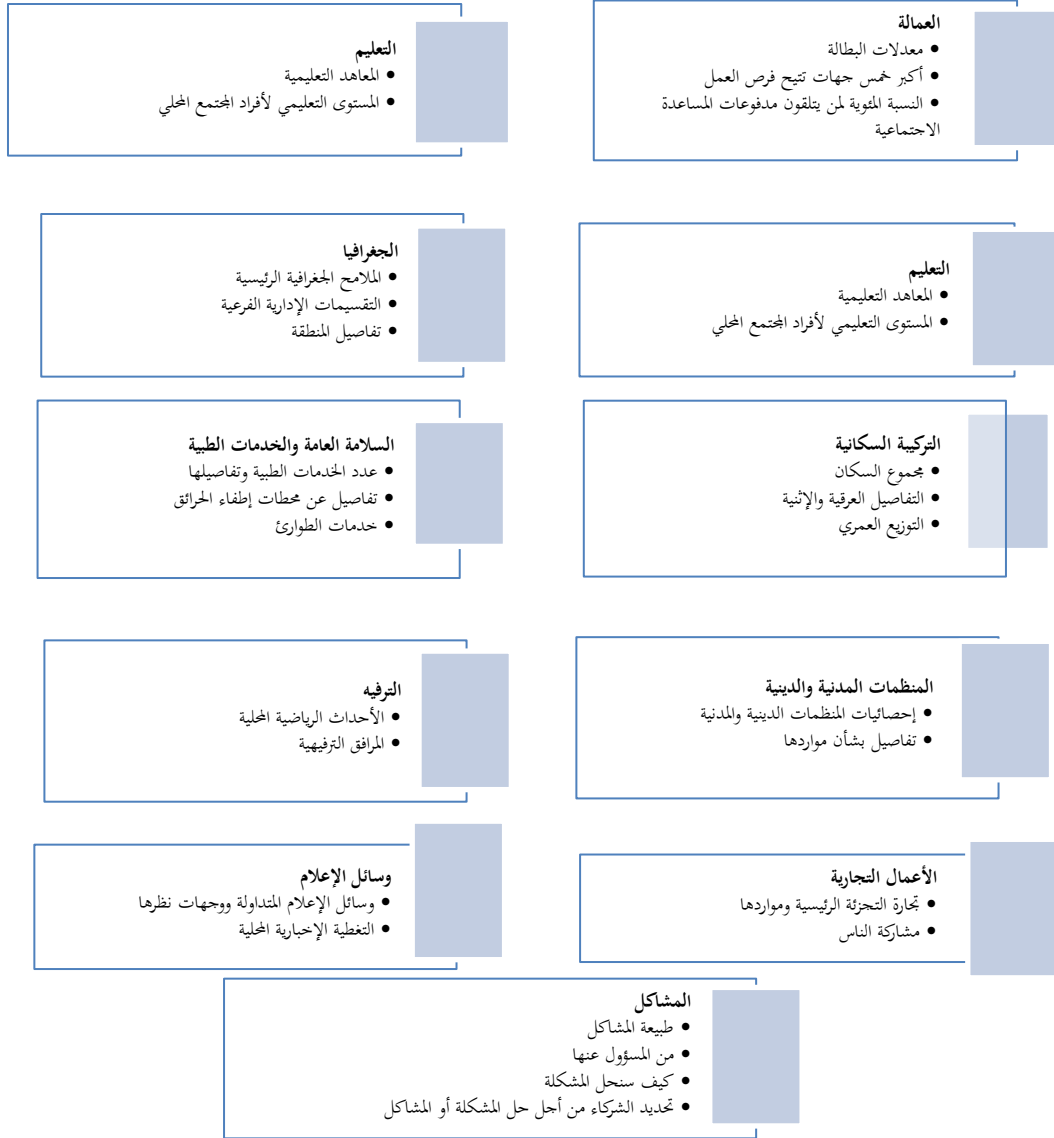 العمالة
• معدلات البطالة
• أكبر خمس جهات تتيح فرص العمل
• النسبة المئوية لمن يتلقون مدفوعات المساعدة
الاجتماعية
التعليم
• المعاهد التعليمية
• المستوى التعليمي لأفراد المجتمع المحلي
التعليم
• المعاهد التعليمية
• المستوى التعليمي لأفراد المجتمع المحلي
الجغرافيا
• الملامح الجغرافية الرئيسية
• التقسيمات الإدارية الفرعية
• تفاصيل المنطقة
التركيبة السكانية
• مجموع السكان
• التفاصيل العرقية والإثنية
• التوزيع العمري
السلامة العامة والخدمات الطبية
• عدد الخدمات الطبية وتفاصيلها
• تفاصيل عن محطات إطفاء الحرائق
• خدمات الطوارئ
المنظمات المدنية والدينية
• إحصائيات المنظمات الدينية والمدنية
• تفاصيل بشأن مواردها
الترفيه
• الأحداث الرياضية المحلية
• المرافق الترفيهية
الأعمال التجارية
• تجارة التجزئة الرئيسية ومواردها
• مشاركة الناس
وسائل الإعلام
• وسائل الإعلام المتداولة ووجهات نظرها
• التغطية الإخبارية المحلية
المشاكل
• طبيعة المشاكل
• من المسؤول عنها
• كيف سنحل المشكلة
• تحديد الشركاء من أجل حل المشكلة أو المشاكل